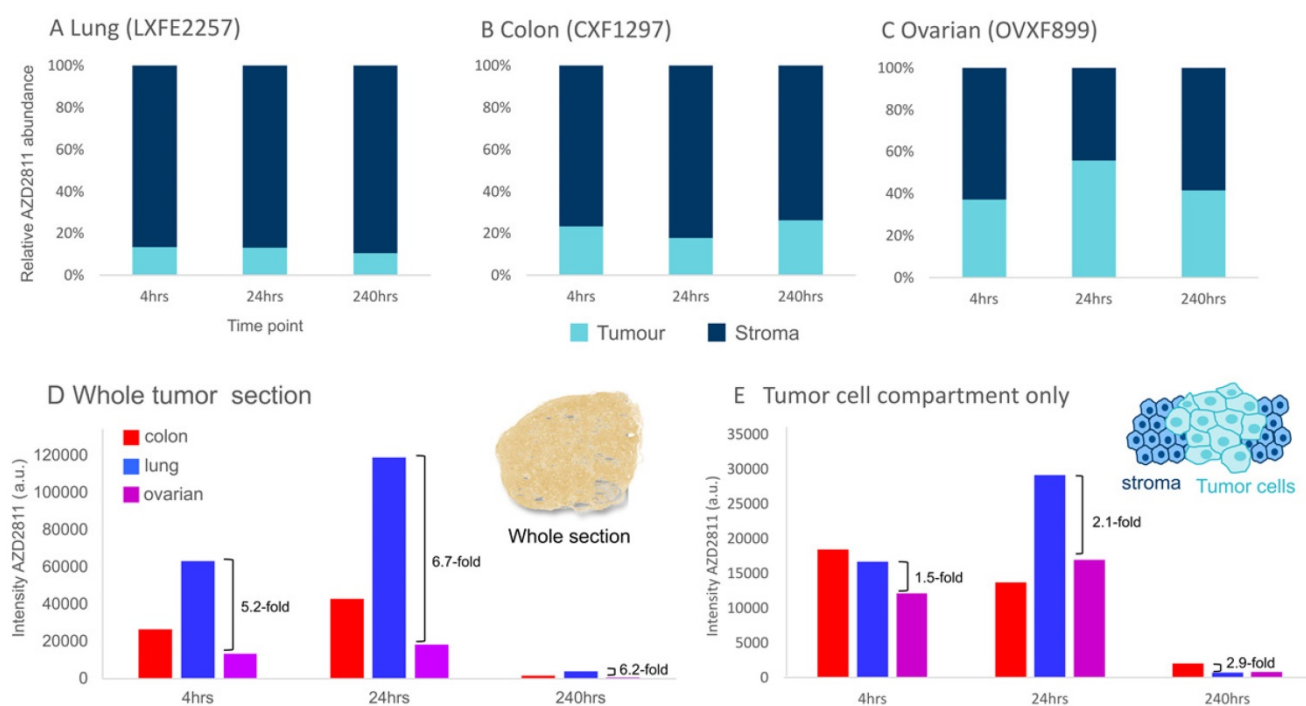 A Lung (LXFE2257)
Relative AZD2811 abundance
100%
80%
60%
40%
20%
0%
4hrs
24hrs
240hrs
Time point
B Colon (CXF1297)
100%
80%
60%
40%
20%
0%
4hrs
24hrs
240hrs
C Ovarian (OVXF899)
100%
80%
60%
40%
20%
0%
4hrs
24hrs
240hrs
Tumour
Stroma
D Whole tumor section
Intensity AZD2811 (a.u.)
120000
100000
80000
60000
40000
20000
0
colon
lung
ovarian
5.2-fold
6.7-fold
6.2-fold
4hrs
24hrs
240hrs
Whole section
E Tumor cell compartment only
Intensity AZD2811 (a.u.)
35000
30000
25000
20000
15000
10000
5000
0
1.5-fold
2.1-fold
2.9-fold
4hrs
24hrs
240hrs
stroma
Tumor cells